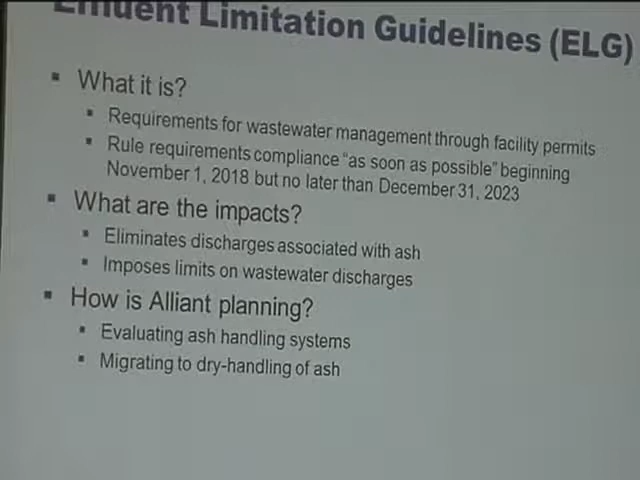 Effluent Limitation Guidelines (ELG)
▪ What it is?
▪ Requirements for wastewater management through facility permits
▪ Rule requirements compliance “as soon as possible” beginning
November 1, 2018 but no later than December 31, 2023
▪ What are the impacts?
▪ Eliminates discharges associated with ash
▪ Imposes limits on wastewater discharges
▪ How is Alliant planning?
▪ Evaluating ash handling systems
▪ Migrating to dry-handling of ash